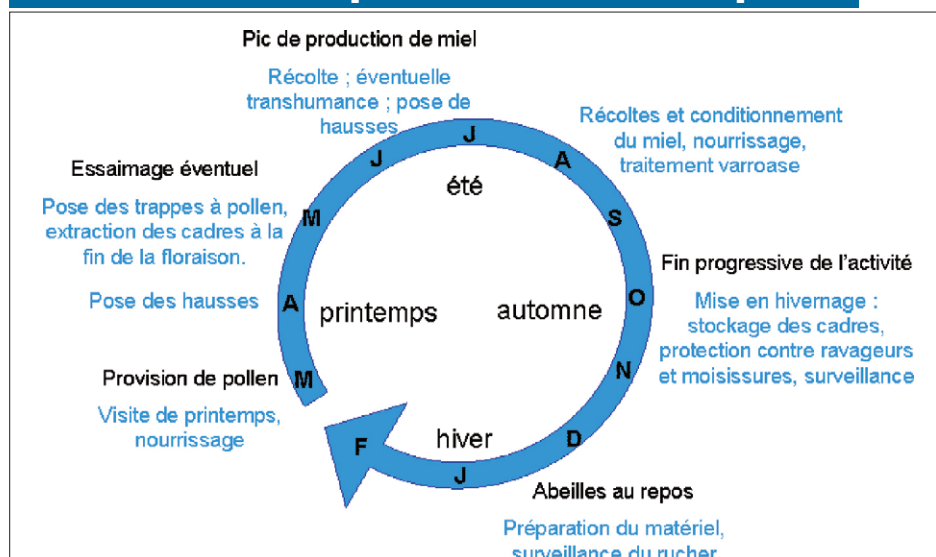 Pic de production de miel
Récolte ; éventuelle
transhumance ; pose de
hausses
Récoltes et conditionnement
du miel, nourrissage,
traitement varroase
Essaimage éventuel
Pose des trappes à pollen,
extraction des cadres à la
fin de la floraison.
Pose des hausses
Provision de pollen
Visite de printemps,
nourrissage
Fin progressive de l'activité
Mise en hivernage :
stockage des cadres,
protection contre ravageurs
et moisissures, surveillance
Abeilles au repos
Préparation du matériel,
surveillance du rucher
été
printemps
automne
hiver
M
A
M
J
J
A
S
O
N
D
J
F